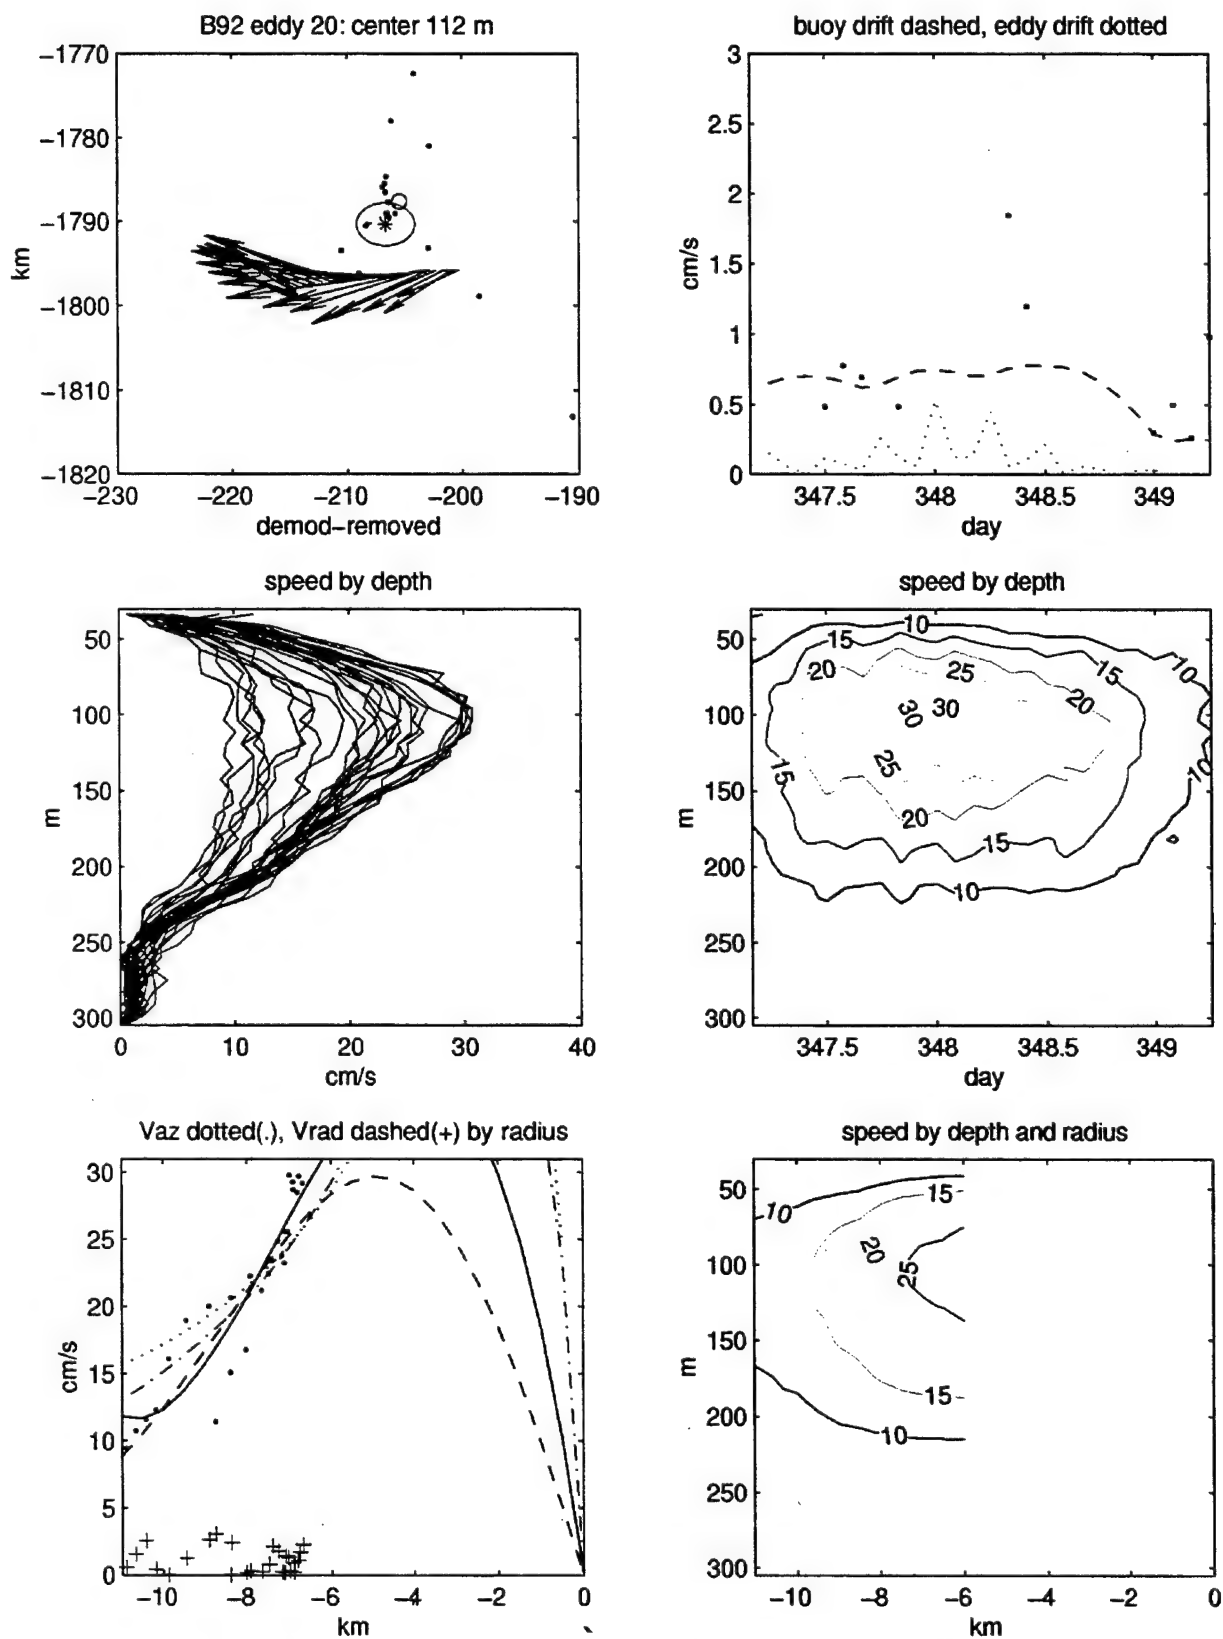 B92 eddy 20: center 112 m
−1770
−1780
−1790
−1800
−1810
−1820
km
−230 −220 −210 −200 −190
demod−removed
buoy drift dashed, eddy drift dotted
3
2.5
2
1.5
1
0.5
0
cm/s
347.5 348 348.5 349
day
speed by depth
50
100
150
200
250
300
m
0 10 20 30 40
cm/s
speed by depth
50
100
150
200
250
300
m
10
15
10
20
25
15
20
30 30
25
15
10
20
15
10
347.5 348 348.5 349
day
Vaz dotted(.), Vrad dashed(+) by radius
30
25
20
15
10
5
0
cm/s
−10 −8 −6 −4 −2 0
km
speed by depth and radius
50
100
150
200
250
300
m
10
15
20
25
15
10
−10 −8 −6 −4 −2 0
km